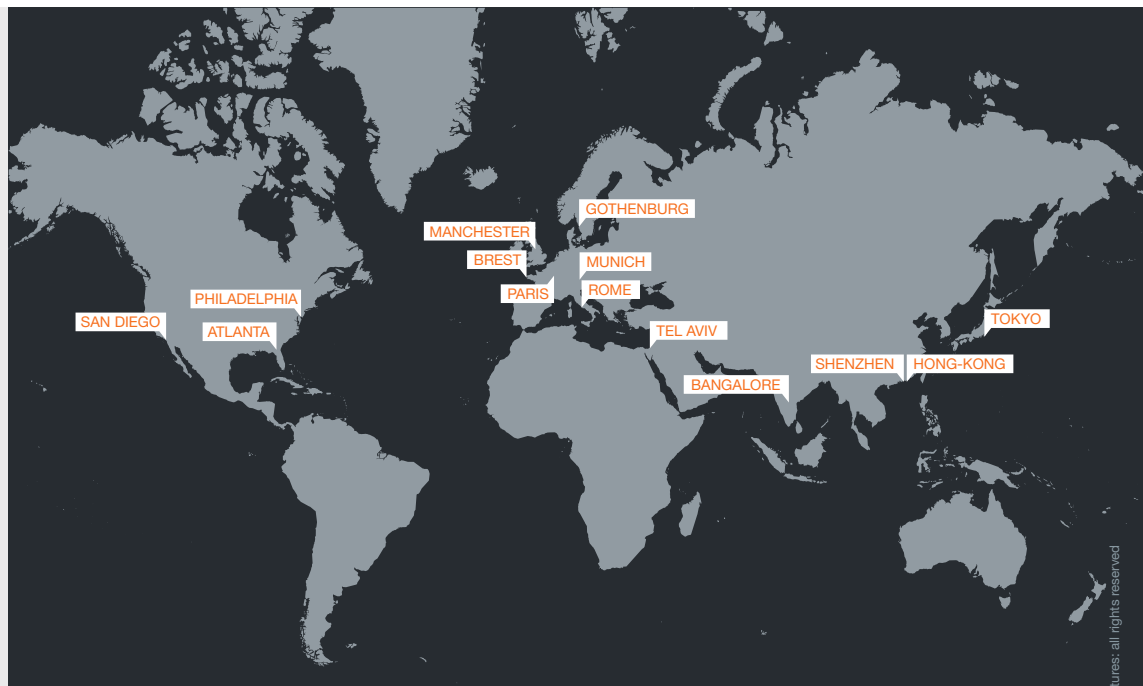 GOTHENBURG
MANCHESTER
BREST
MUNICH
PARIS
ROME
PHILADELPHIA
SAN DIEGO
ATLANTA
TEL AVIV
TOKYO
SHENZHEN
HONG-KONG
BANGALORE
tures: all rights reserved